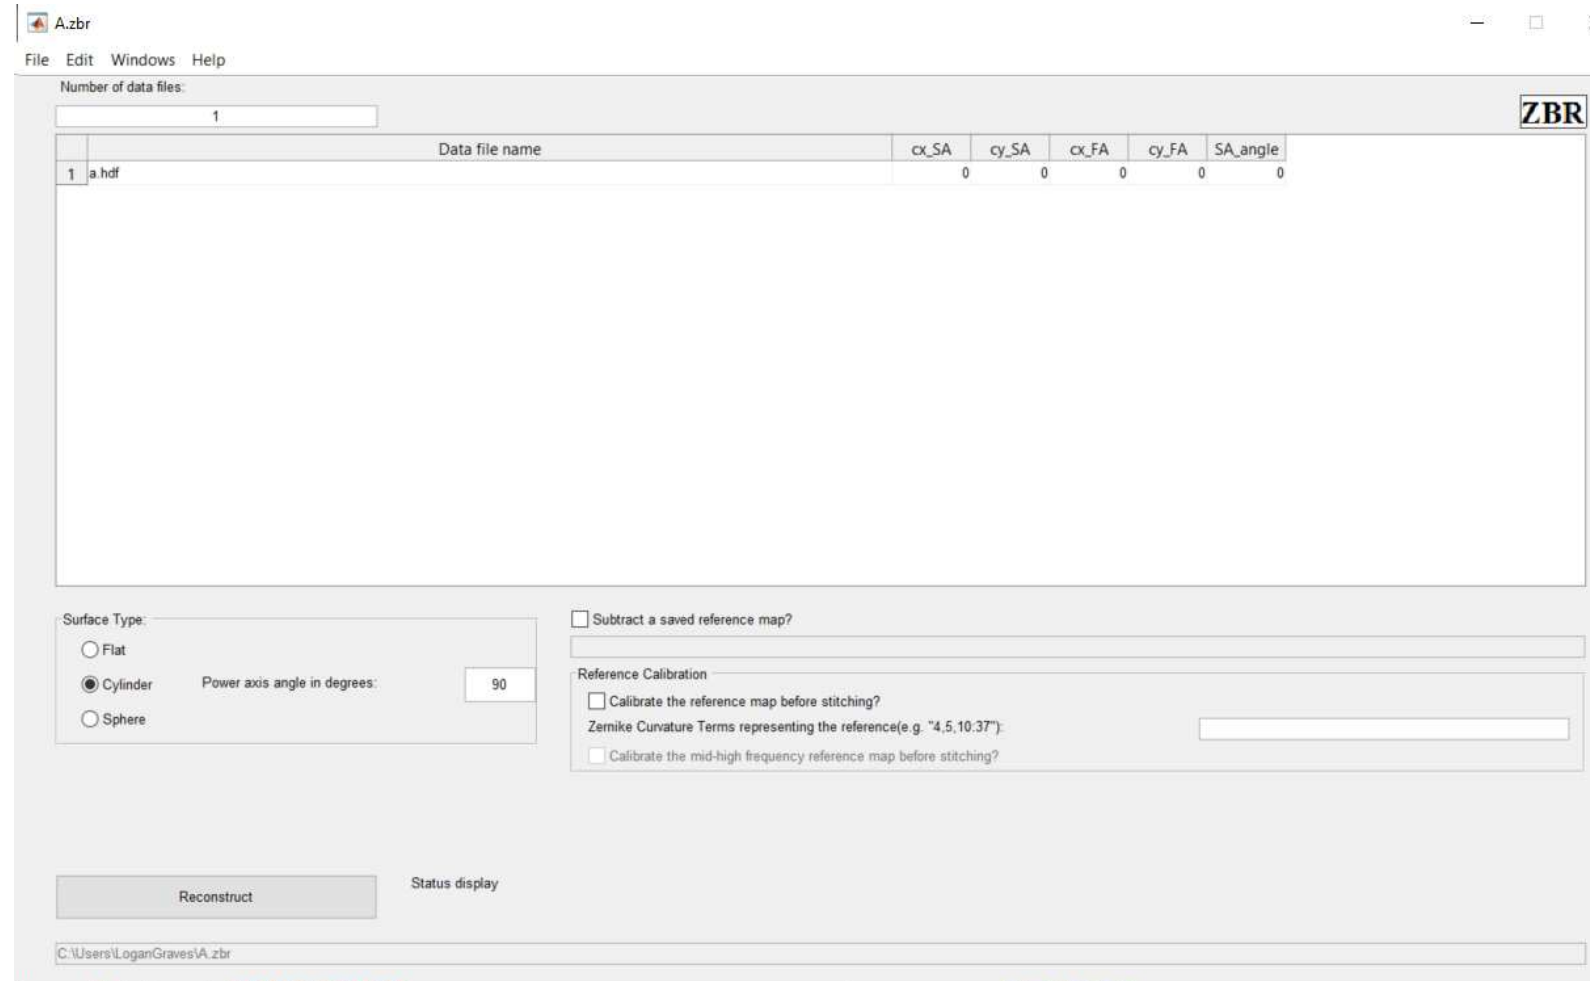 A.zbr
File Edit Windows Help
Number of data files:
1
ZBR
Data file name cx_SA cy_SA cx_FA cy_FA SA_angle
1 a.hdf 0 0 0 0 0
Surface Type:
Flat
Cylinder Power axis angle in degrees: 90
Sphere
Subtract a saved reference map?
Reference Calibration
Calibrate the reference map before stitching?
Zernike Curvature Terms representing the reference(e.g. "4,5,10:37"):
Calibrate the mid-high frequency reference map before stitching?
Reconstruct
Status display
C:\Users\LoganGraves\A.zbr